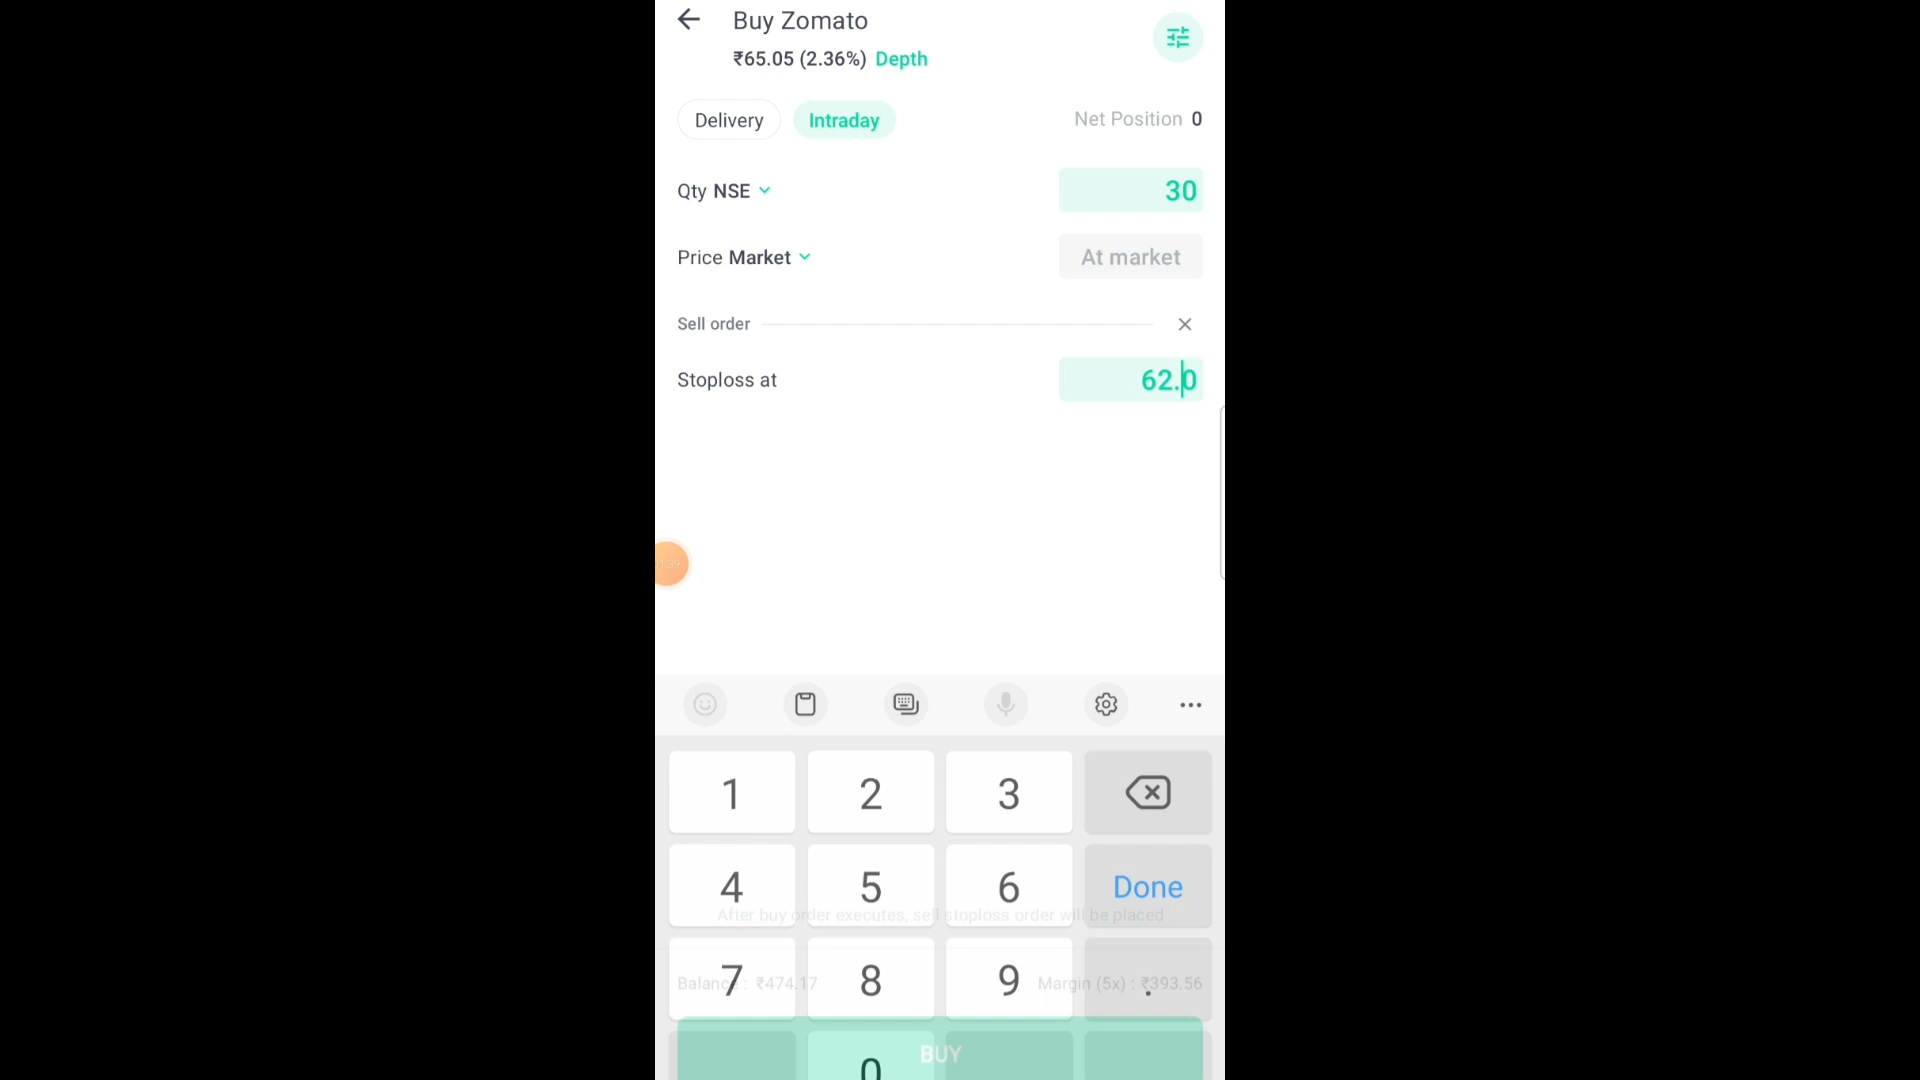 Buy Zomato
₹65.05 (2.36%) Depth
Delivery Intraday Net Position 0
Qty NSE 30
Price Market At market
Sell order
Stoploss at 62.0
1 2 3
4 5 6 Done
After buy order executes, sell stoploss order will be placed
7 8 9 .
Balance : ₹474.17 Margin (5x) : ₹393.56
0
BUY